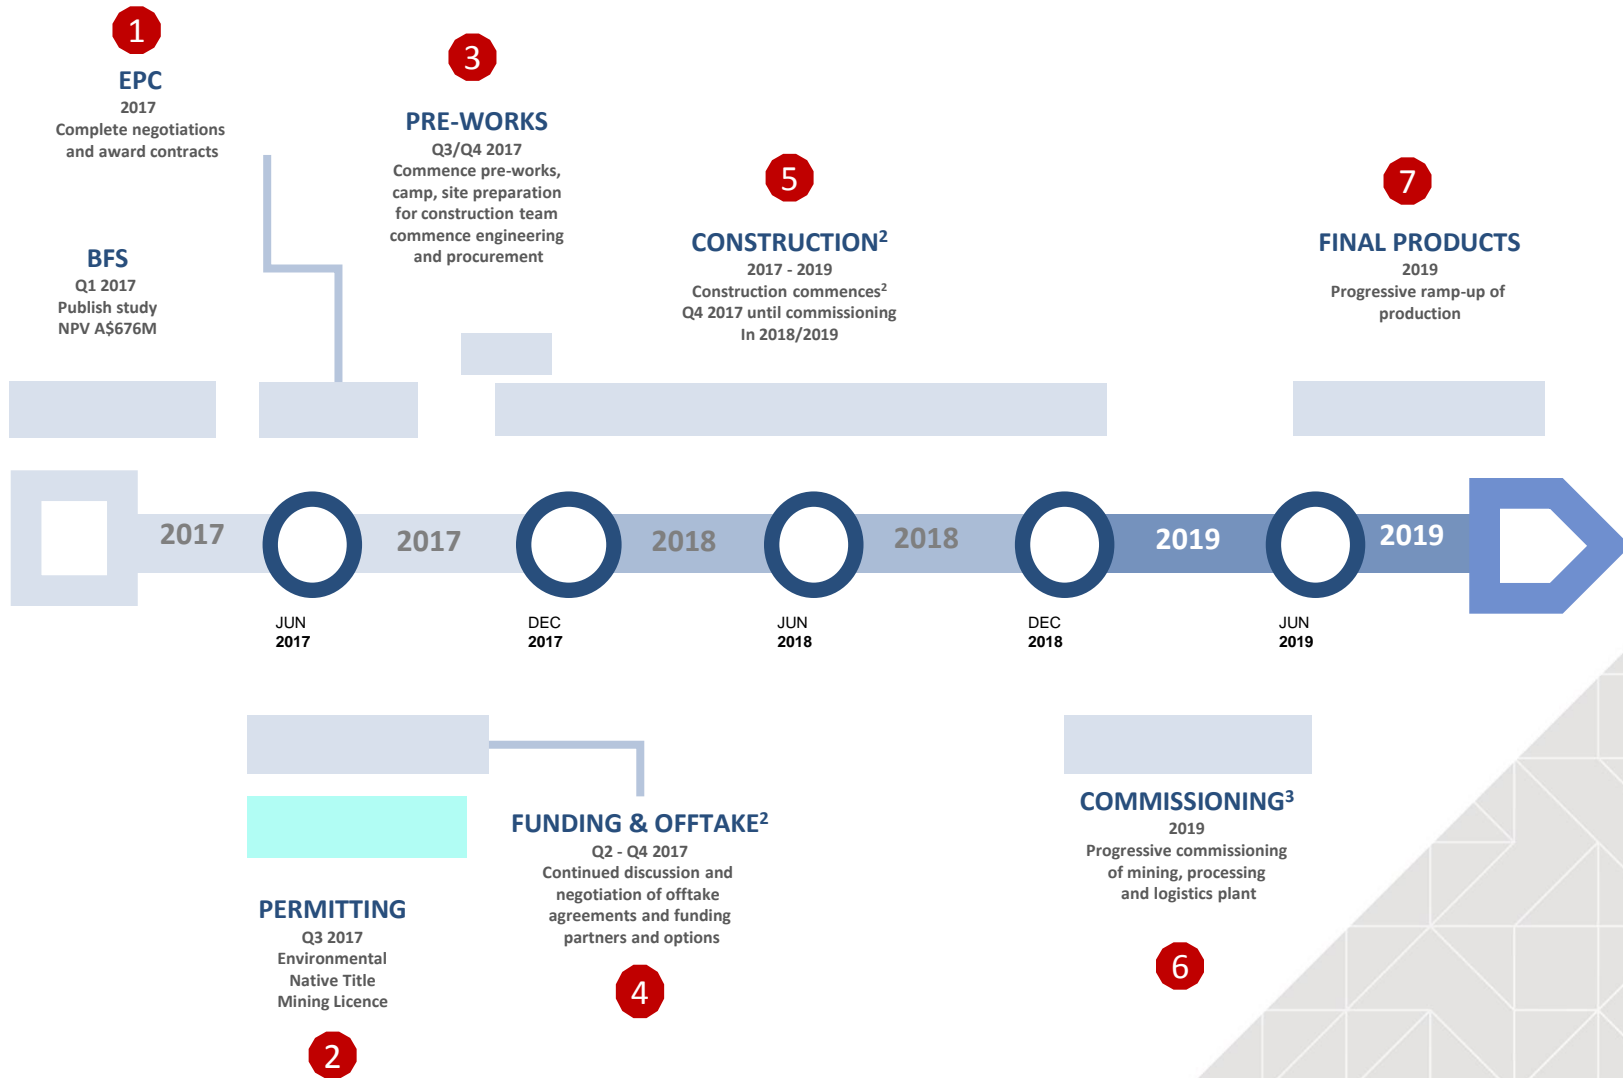 1
EPC
2017
Complete negotiations
and award contracts
BFS
Q1 2017
Publish study
NPV A$676M
3
PRE-WORKS
Q3/Q4 2017
Commence pre-works,
camp, site preparation
for construction team
commence engineering
and procurement
5
CONSTRUCTION²
2017 - 2019
Construction commences²
Q4 2017 until commissioning
In 2018/2019
7
FINAL PRODUCTS
2019
Progressive ramp-up of
production
2017
2017
2018
2018
2019
2019
JUN
2017
DEC
2017
JUN
2018
DEC
2018
JUN
2019
PERMITTING
Q3 2017
Environmental
Native Title
Mining Licence
2
FUNDING & OFFTAKE²
Q2 - Q4 2017
Continued discussion and
negotiation of offtake
agreements and funding
partners and options
4
COMMISSIONING³
2019
Progressive commissioning
of mining, processing
and logistics plant
6